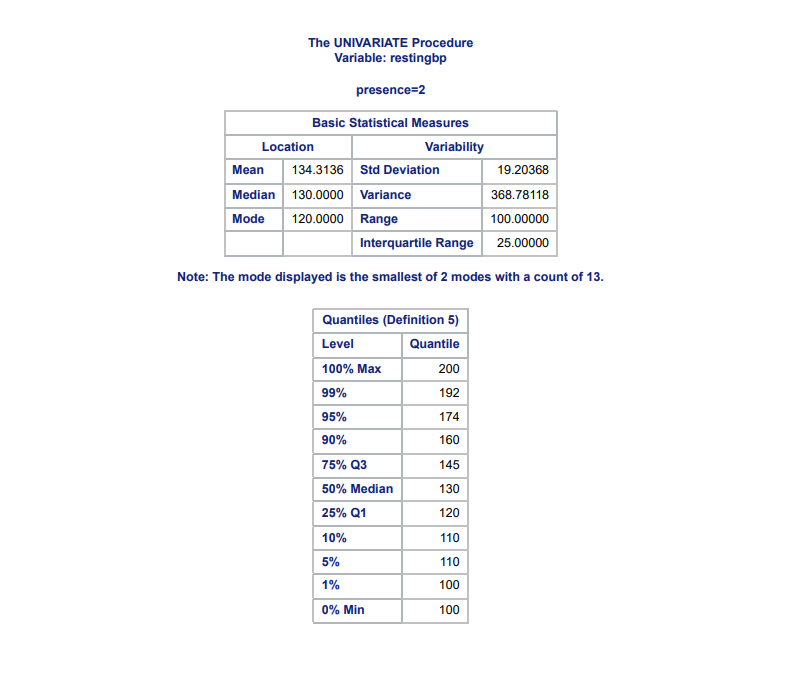 The UNIVARIATE Procedure
Variable: restingbp
presence=2
Basic Statistical Measures
Location Variability
Mean 134.3136 Std Deviation 19.20368
Median 130.0000 Variance 368.78118
Mode 120.0000 Range 100.00000
Interquartile Range 25.00000
Note: The mode displayed is the smallest of 2 modes with a count of 13.
Quantiles (Definition 5)
Level Quantile
100% Max 200
99% 192
95% 174
90% 160
75% Q3 145
50% Median 130
25% Q1 120
10% 110
5% 110
1% 100
0% Min 100